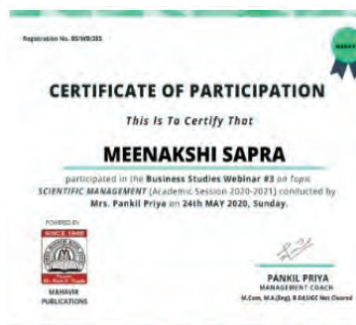 Registration No. BS/WB/385
CERTIFICATE OF PARTICIPATION
This Is To Certify That
MEENAKSHI SAPRA
participated in the Business Studies Webinar #3 on topic
SCIENTIFIC MANAGEMENT (Academic Session 2020-2021) conducted by
Mrs. Pankil Priya on 24th MAY 2020, Sunday.
POWERED BY
SINCE 1949
MAHAVIR
PUBLICATIONS
PANKIL PRIYA
MANAGEMENT COACH
M.Com, M.A.(Eng), B.Ed,UGC Net Cleared